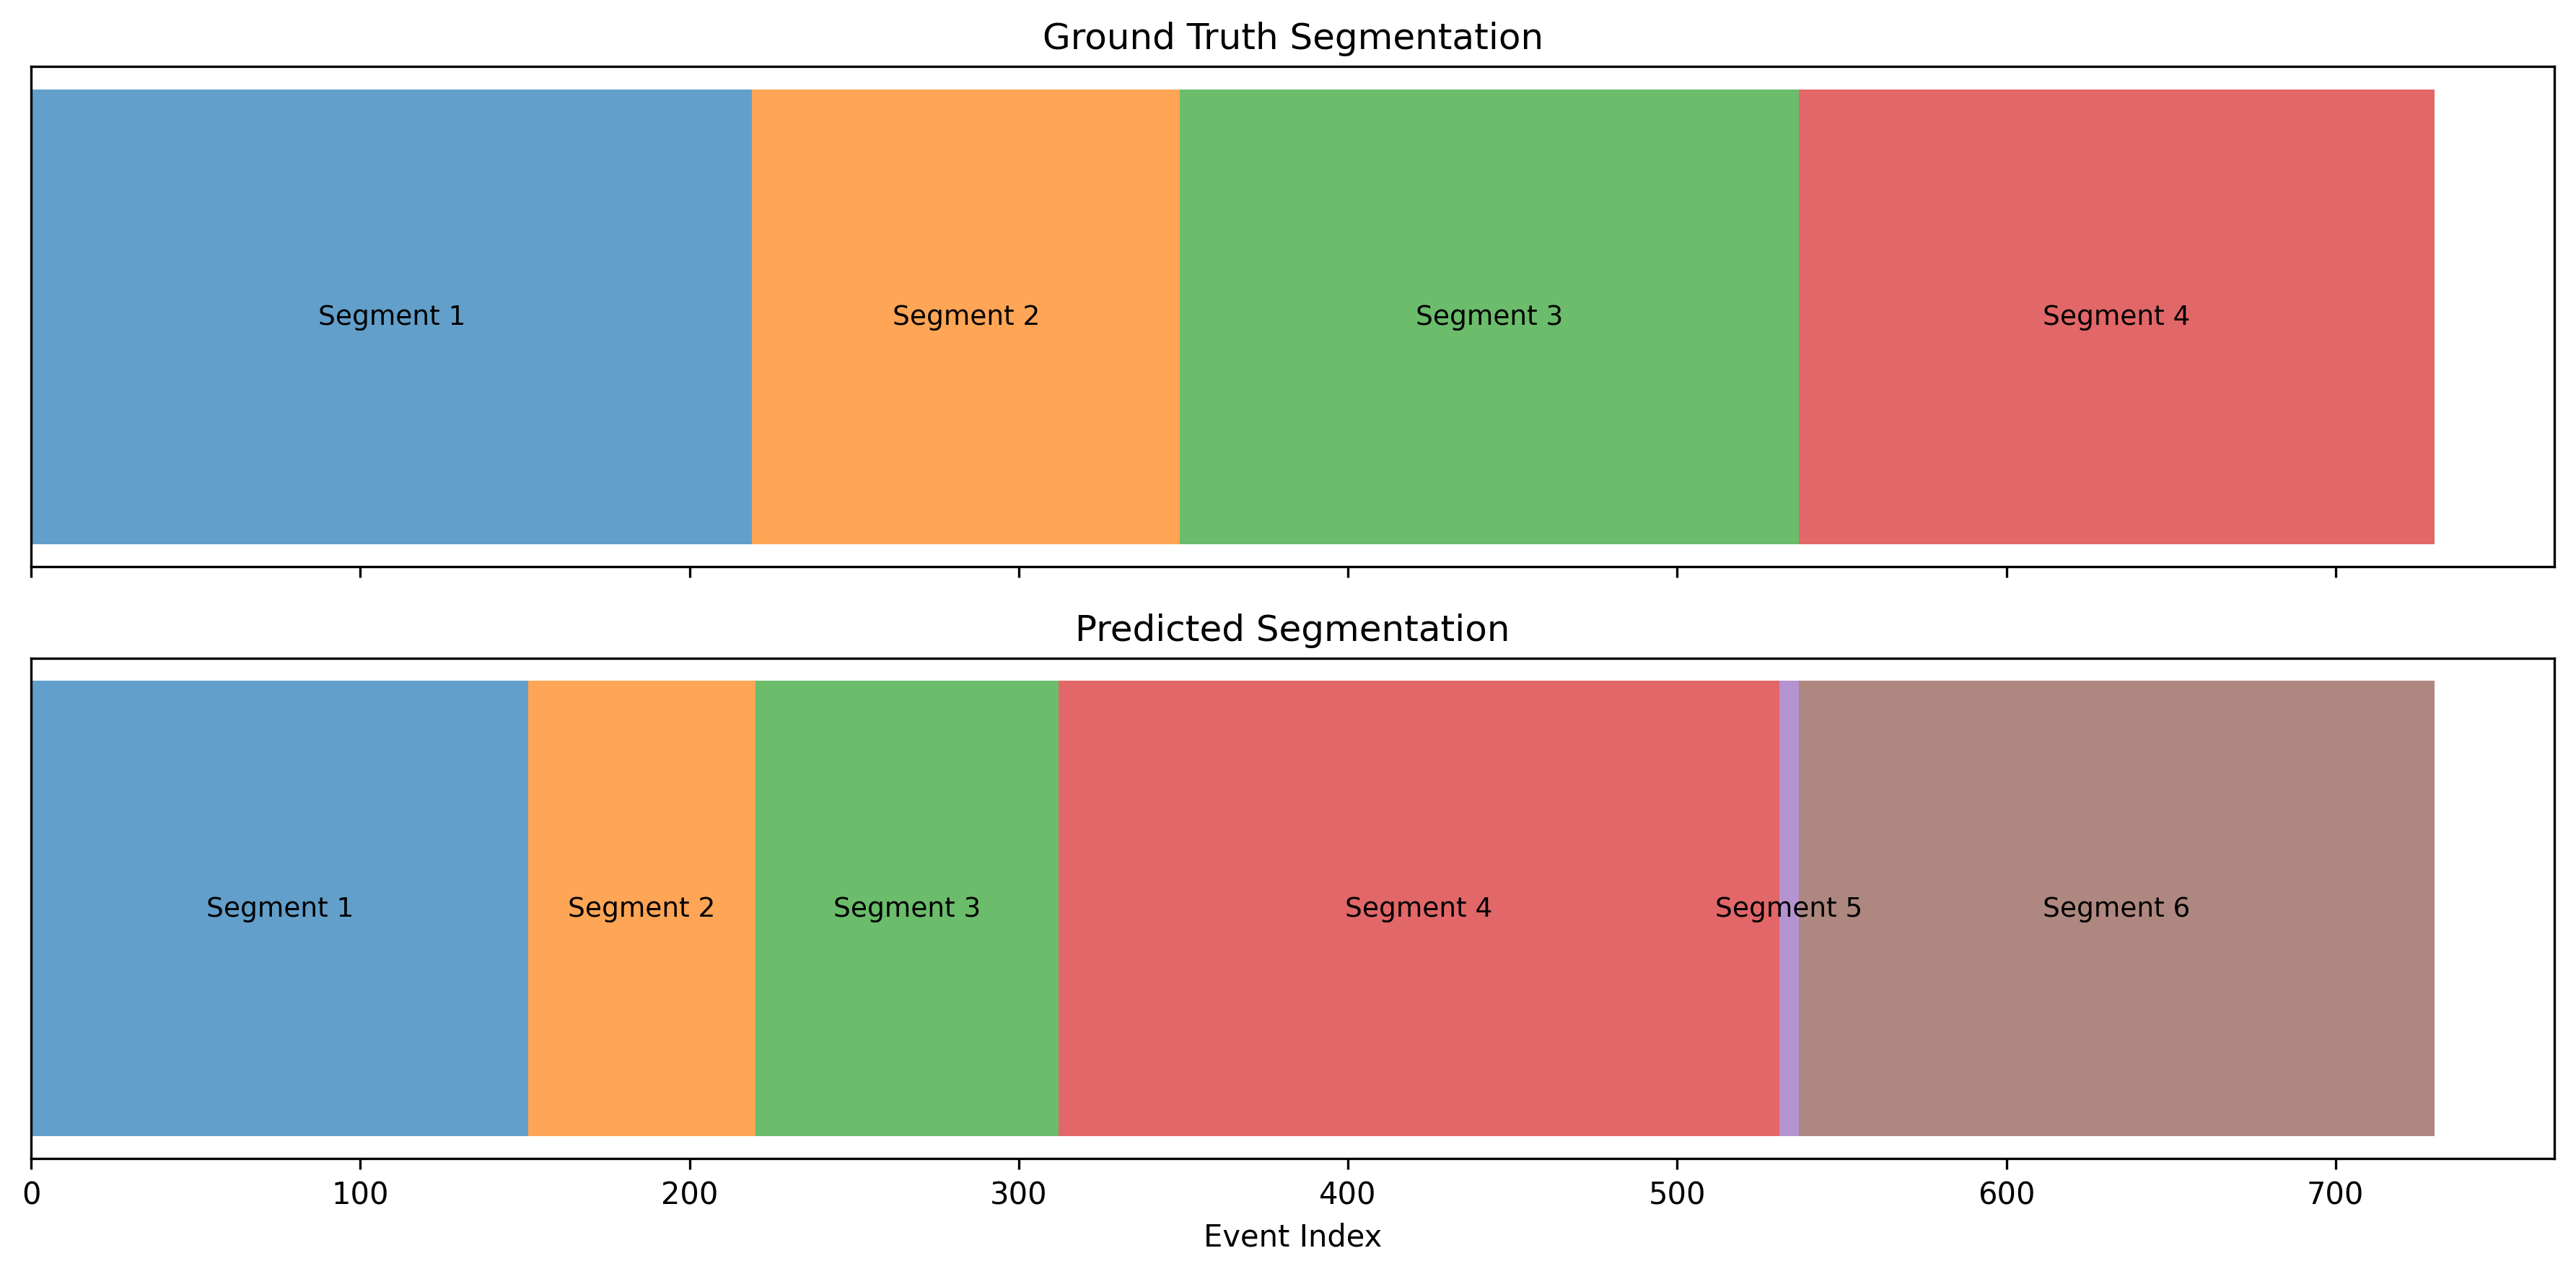 Ground Truth Segmentation
Segment 1 Segment 2 Segment 3 Segment 4
Predicted Segmentation
Segment 1 Segment 2 Segment 3 Segment 4 Segment 5 Segment 6
0 100 200 300 400 500 600 700
Event Index